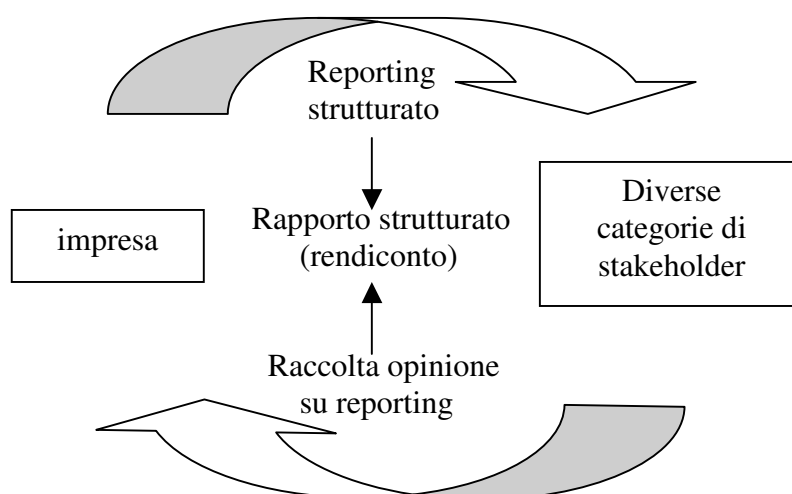 Reporting
strutturato
impresa
Rapporto strutturato
(rendiconto)
Diverse
categorie di
stakeholder
Raccolta opinione
su reporting